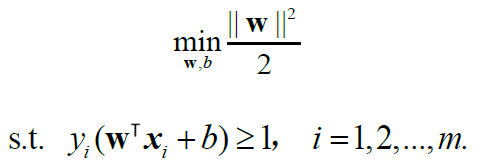 min_{w,b} ||w||² / 2
s.t. y_i(w^⊤x_i + b) ≥ 1， i = 1,2,...,m.